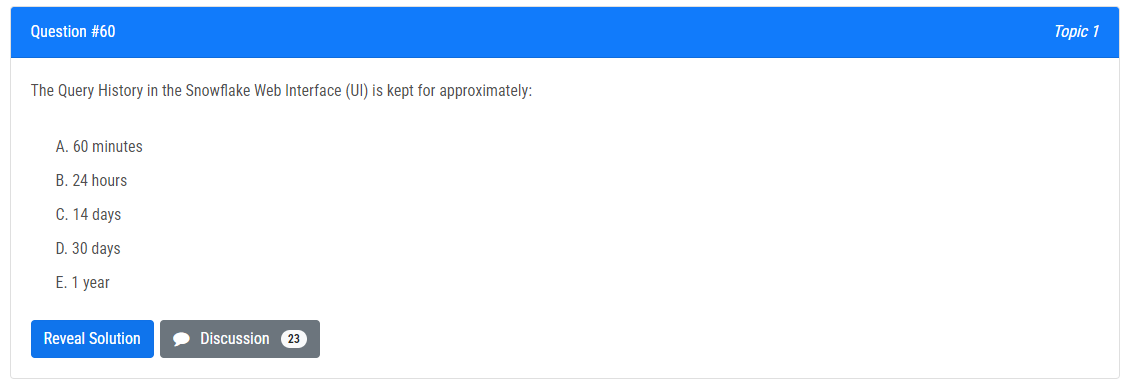 Question #60
Topic 1
The Query History in the Snowflake Web Interface (UI) is kept for approximately:
A. 60 minutes
B. 24 hours
C. 14 days
D. 30 days
E. 1 year
Reveal Solution
Discussion 23